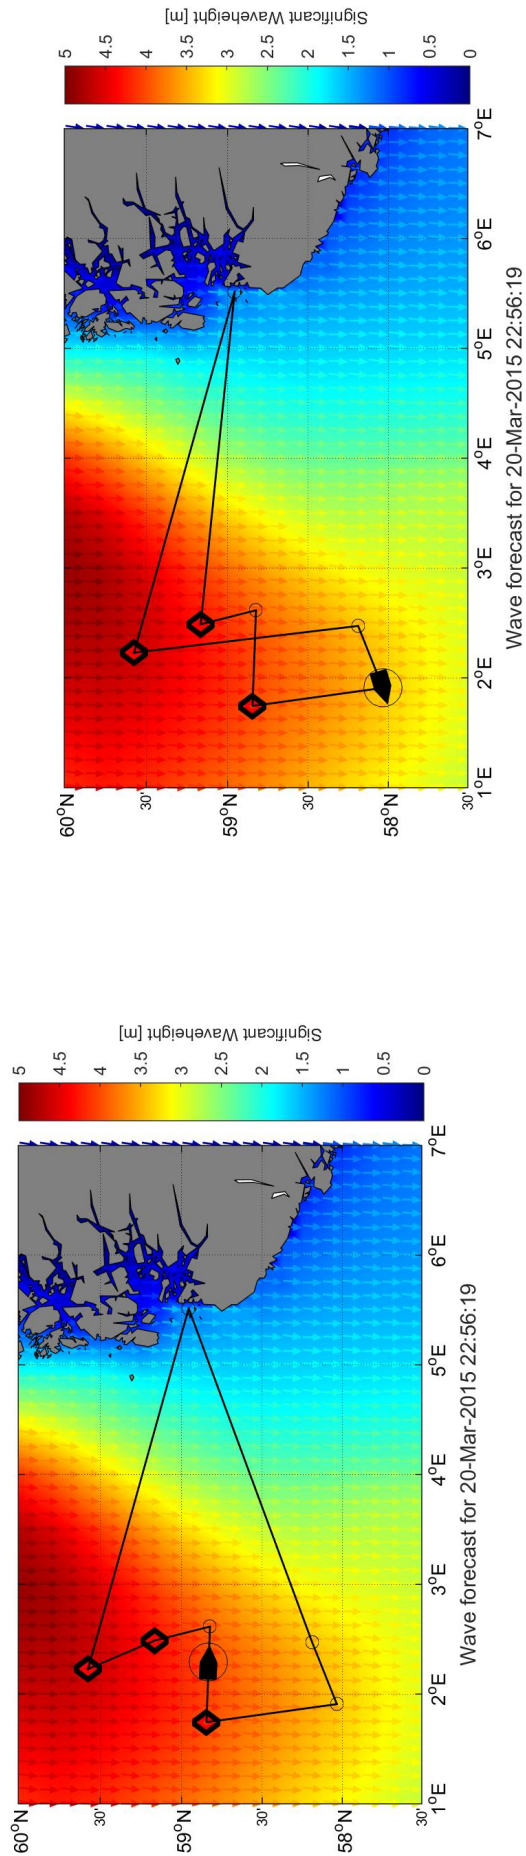 60°N
30'
59°N
30'
58°N
30'
1°E
2°E
3°E
4°E
5°E
6°E
7°E
Wave forecast for 20-Mar-2015 22:56:19
5
4.5
4
3.5
3
2.5
2
1.5
1
0.5
0
Significant Waveheight [m]
60°N
30'
59°N
30'
58°N
30'
1°E
2°E
3°E
4°E
5°E
6°E
7°E
Wave forecast for 20-Mar-2015 22:56:19
5
4.5
4
3.5
3
2.5
2
1.5
1
0.5
0
Significant Waveheight [m]